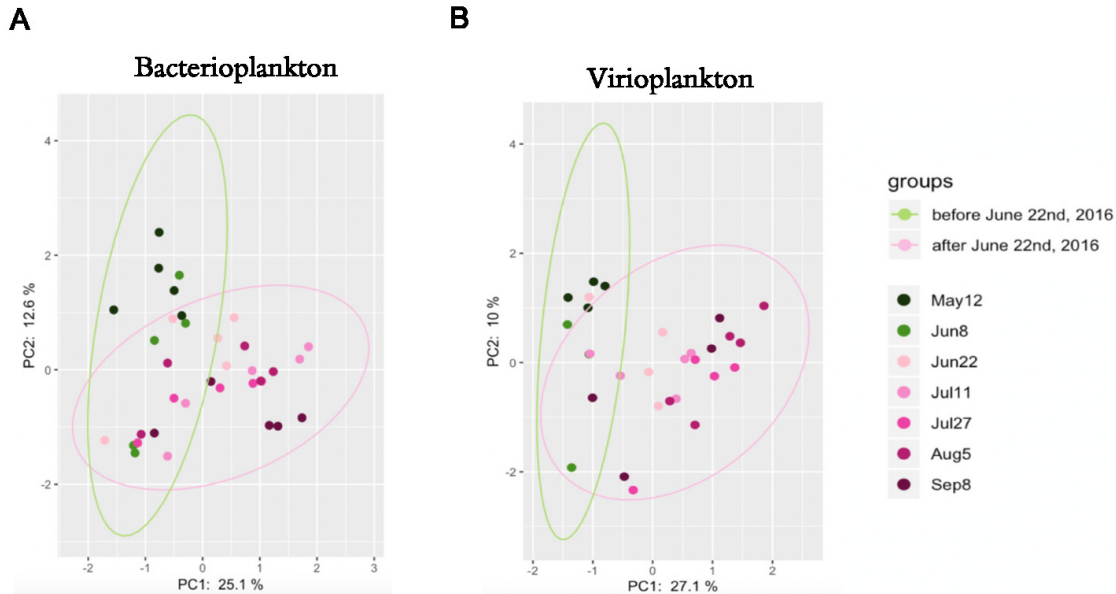 A
B
Bacterioplankton
Virioplankton
4
2
0
-2
PC2: 12.6 %
-2
-1
0
1
2
3
PC1: 25.1 %
4
2
0
-2
PC2: 10 %
-2
-1
0
1
2
PC1: 27.1 %
groups
before June 22nd, 2016
after June 22nd, 2016
May12
Jun8
Jun22
Jul11
Jul27
Aug5
Sep8